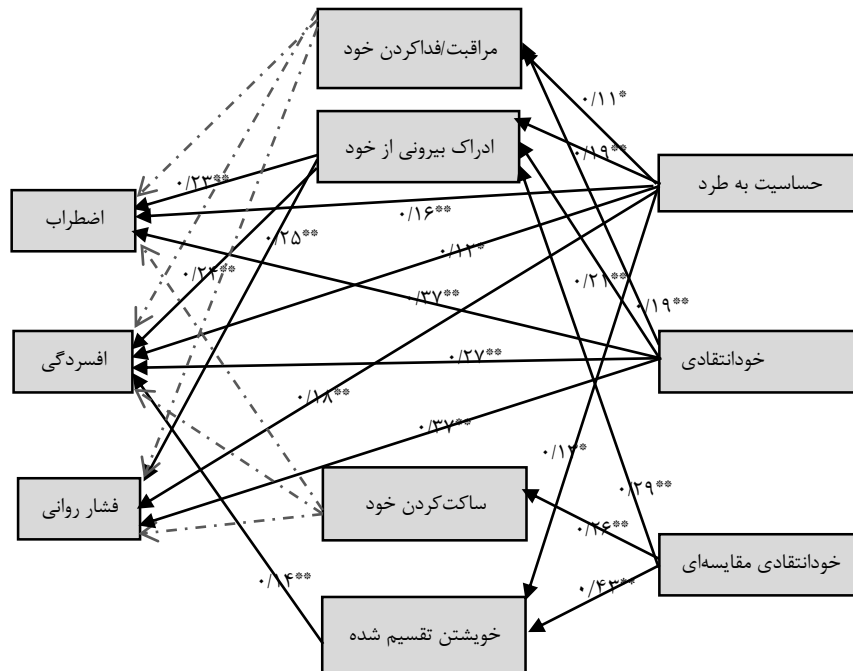 مراقبت/فداکردن خود
۰/۱۱*
ادراک بیرونی از خود
۰/۱۹**
حساسیت به طرد
۰/۲۳**
اضطراب
۰/۱۶**
۰/۲۵**
۰/۱۲*
۰/۲۴**
۰/۲۱**
۰/۳۷**
۰/۱۹**
خودانتقادی
۰/۲۷**
افسردگی
۰/۱۸**
۰/۳۷**
۰/۱۲*
ساکت‌کردن خود
فشار روانی
۰/۲۹**
۰/۲۶**
خودانتقادی مقایسه‌ای
۰/۱۴**
۰/۴۳**
خویشتن تقسیم شده